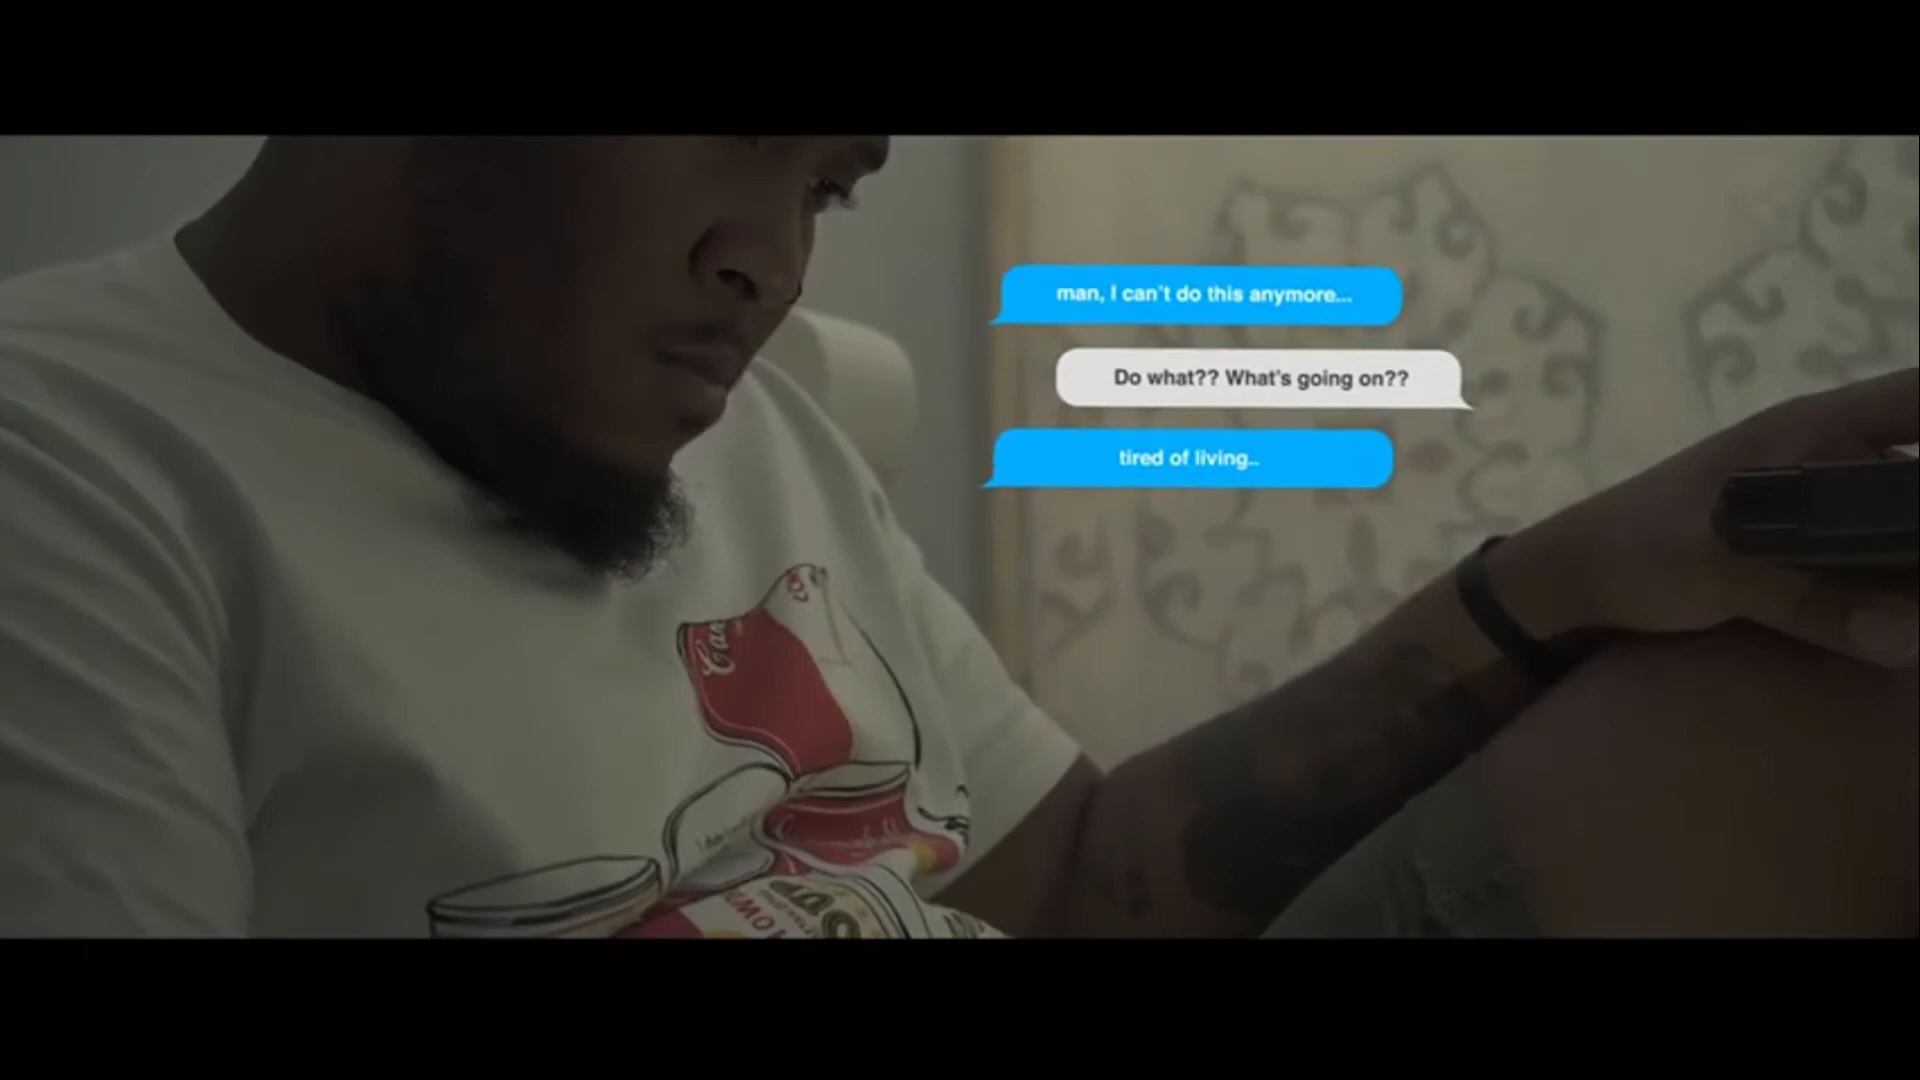 man, I can't do this anymore...
Do what?? What's going on??
tired of living..